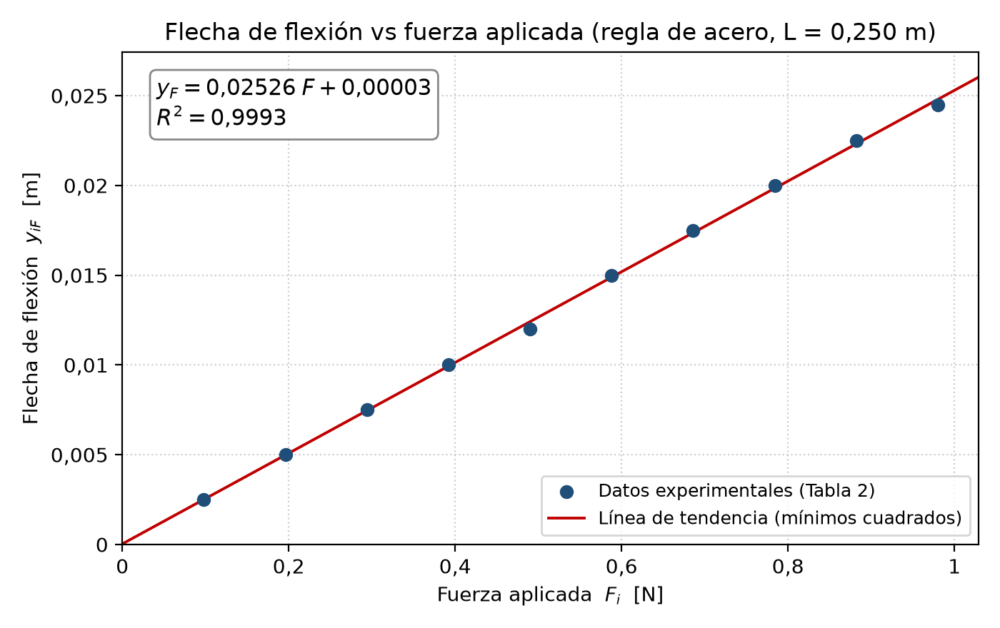 Flecha de flexión vs fuerza aplicada (regla de acero, L = 0,250 m)
y_F = 0,02526 F + 0,00003
R² = 0,9993
Flecha de flexión y_{iF} [m]
0,025
0,02
0,015
0,01
0,005
0
0
0,2
0,4
0,6
0,8
1
Datos experimentales (Tabla 2)
Línea de tendencia (mínimos cuadrados)
Fuerza aplicada F_i [N]